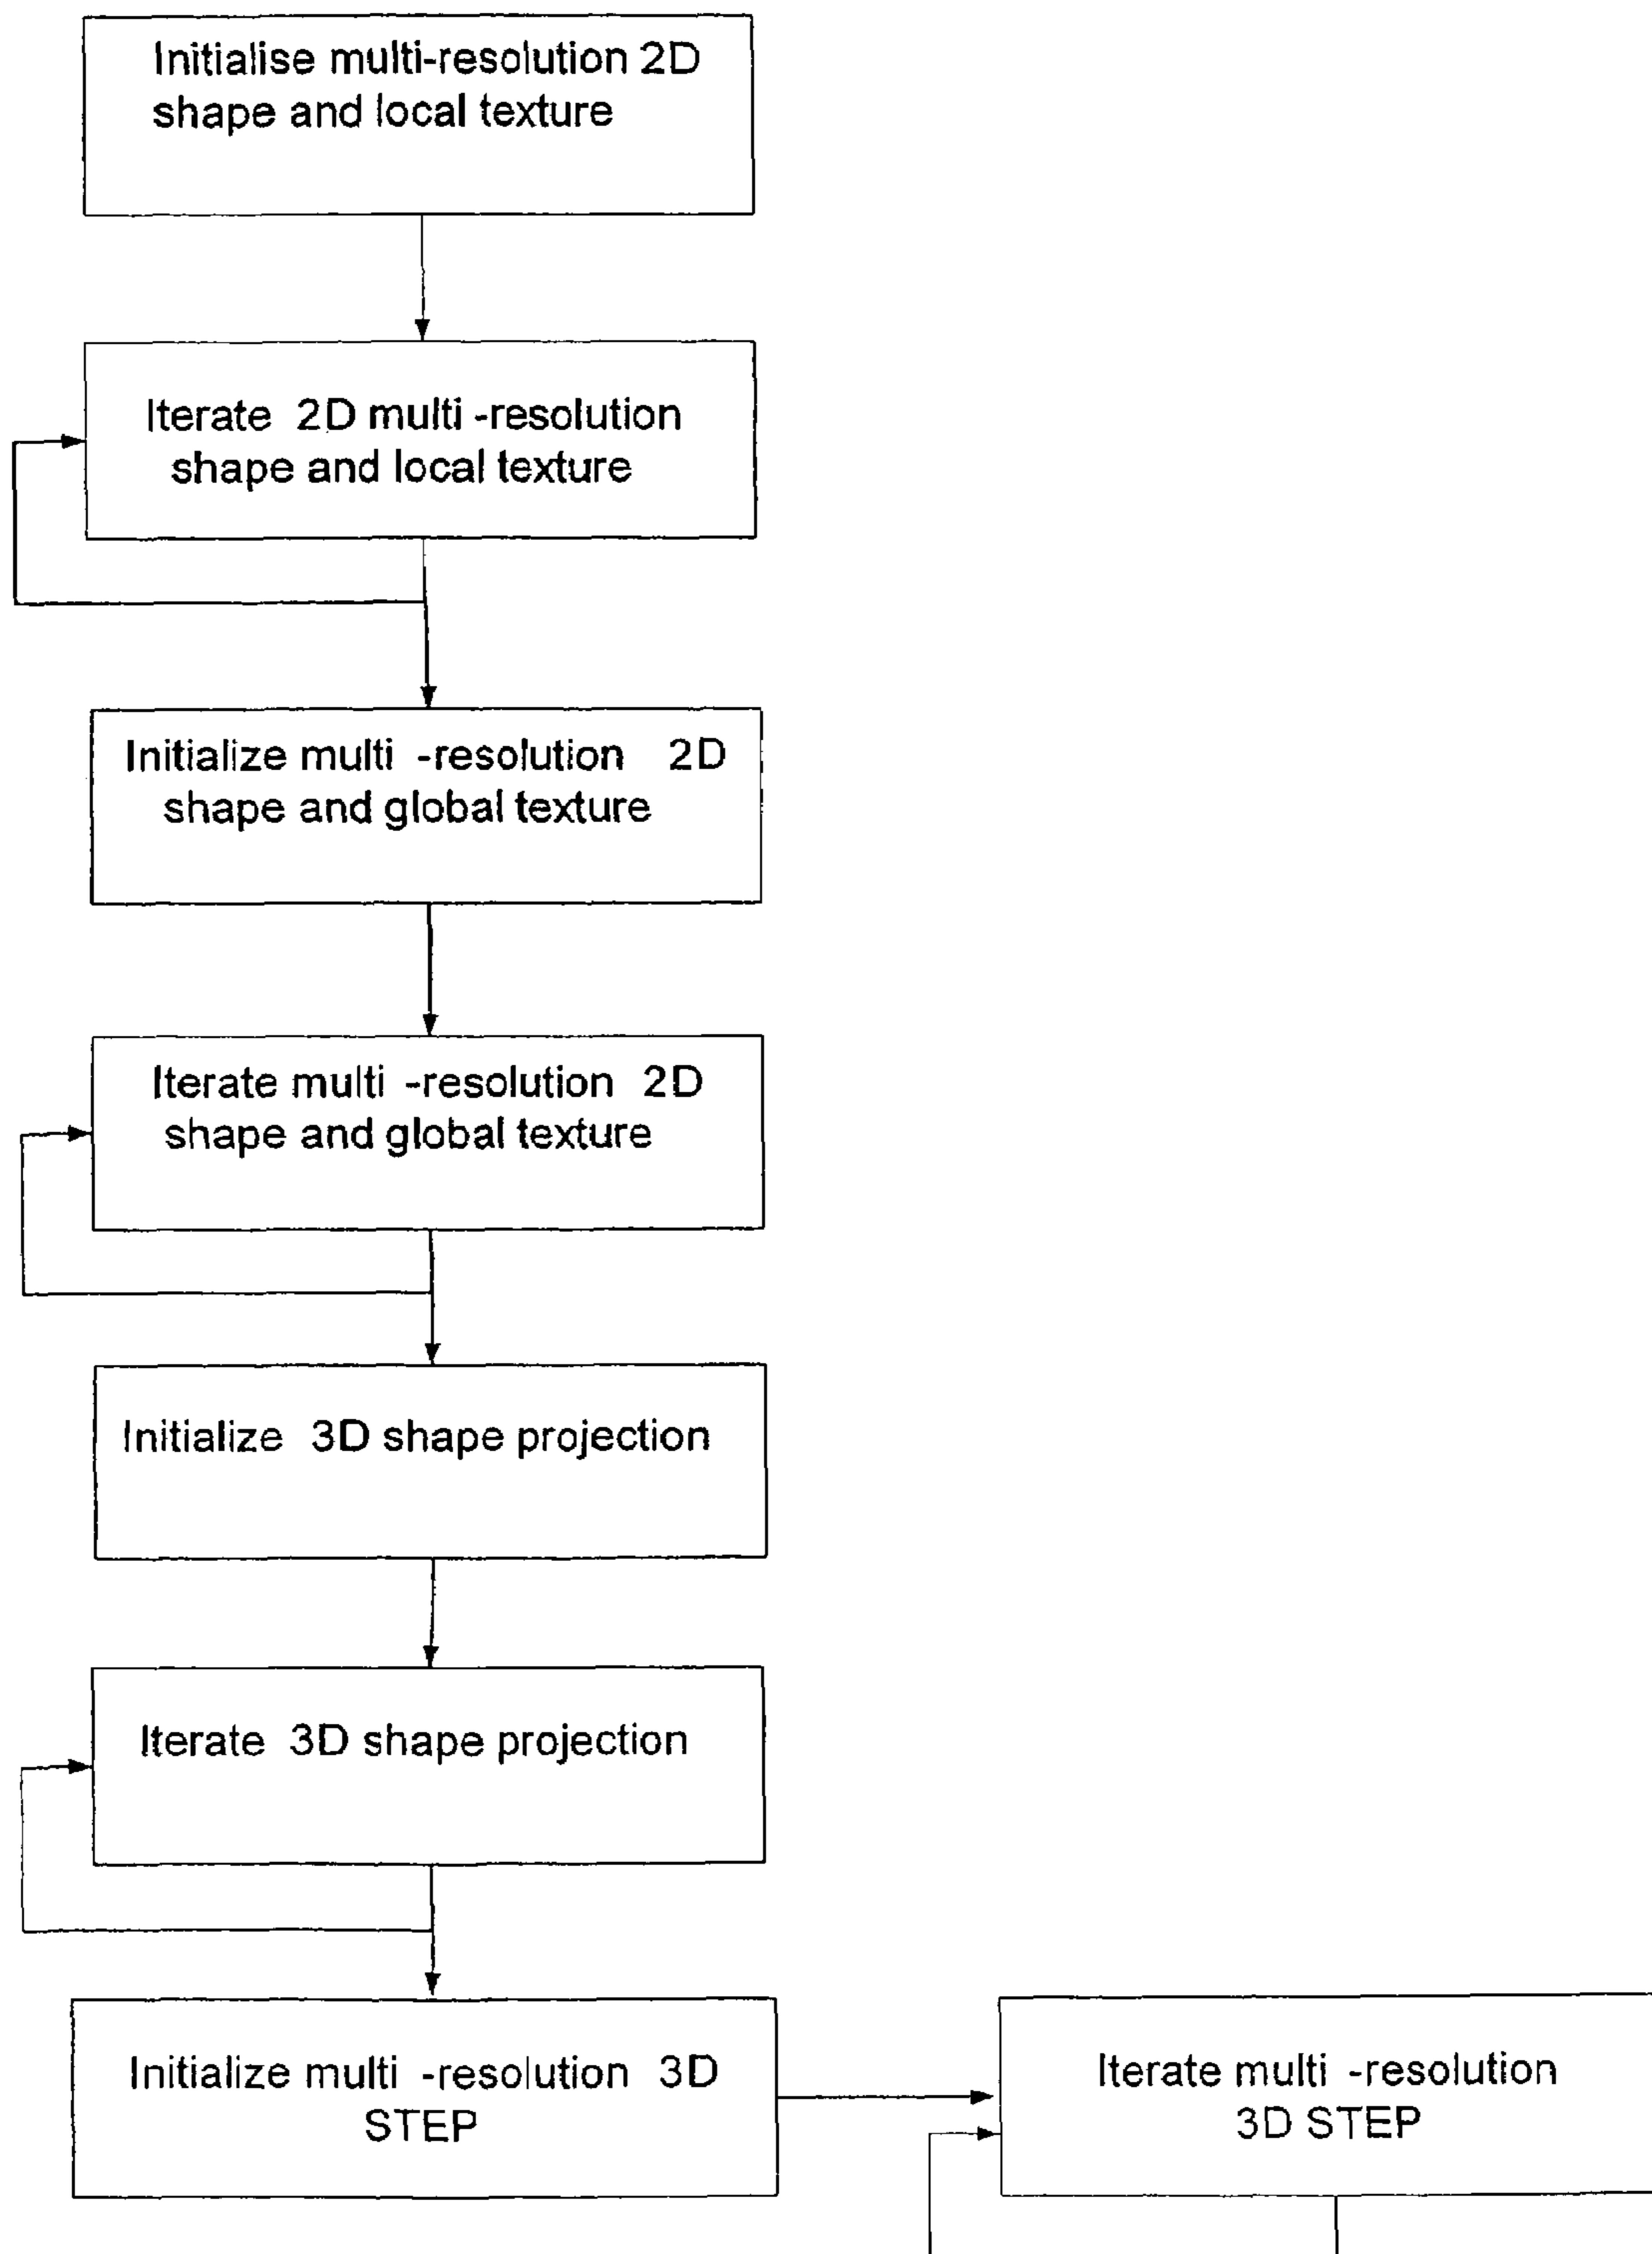 Initialise multi-resolution 2D
shape and local texture
Iterate 2D multi -resolution
shape and local texture
Initialize multi -resolution 2D
shape and global texture
Iterate multi -resolution 2D
shape and global texture
Initialize 3D shape projection
Iterate 3D shape projection
Initialize multi -resolution 3D
STEP
Iterate multi -resolution
3D STEP